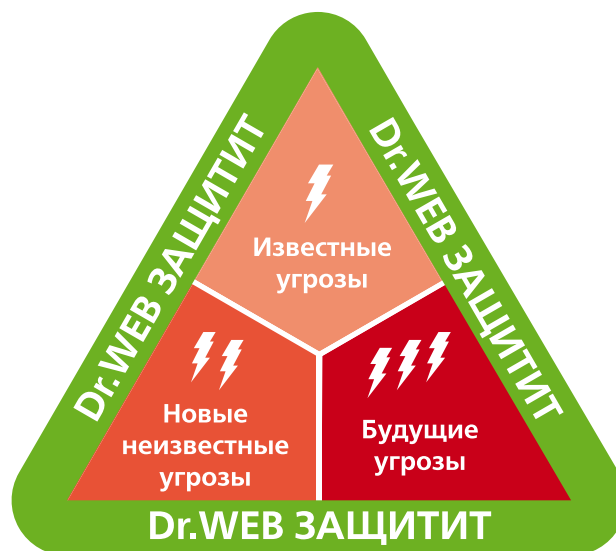 Dr.WEB ЗАЩИТИТ
Dr.WEB ЗАЩИТИТ
Известные
угрозы
Новые
неизвестные
угрозы
Будущие
угрозы
Dr.WEB ЗАЩИТИТ